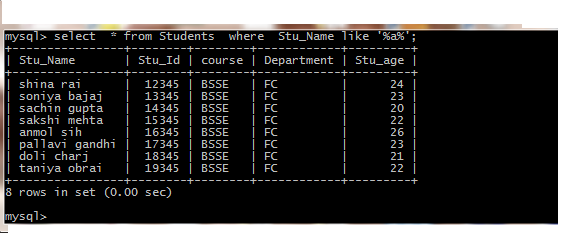 mysql> select  * from Students  where  Stu_Name like '%a%';
+----------------+--------+--------+------------+---------+
| Stu_Name       | Stu_Id | course | Department | Stu_age |
+----------------+--------+--------+------------+---------+
| shina rai      |  12345 | BSSE   | FC         |      24 |
| soniya bajaj   |  13345 | BSSE   | FC         |      23 |
| sachin gupta   |  14345 | BSSE   | FC         |      20 |
| sakshi mehta   |  15345 | BSSE   | FC         |      22 |
| anmol sih      |  16345 | BSSE   | FC         |      26 |
| pallavi gandhi |  17345 | BSSE   | FC         |      23 |
| doli charj     |  18345 | BSSE   | FC         |      21 |
| taniya obrai   |  19345 | BSSE   | FC         |      22 |
+----------------+--------+--------+------------+---------+
8 rows in set (0.00 sec)
mysql>